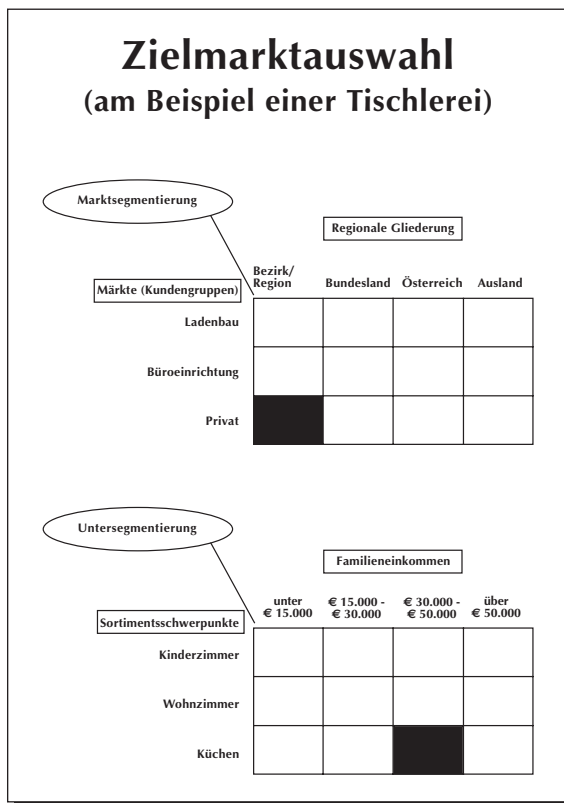 Zielmarktauswahl
(am Beispiel einer Tischlerei)
Marktsegmentierung
Regionale Gliederung
Bezirk/
Region
Bundesland
Österreich
Ausland
Märkte (Kundengruppen)
Ladenbau
Büroeinrichtung
Privat
Untersegmentierung
Familieneinkommen
unter
€ 15.000
€ 15.000 -
€ 30.000
€ 30.000 -
€ 50.000
über
€ 50.000
Sortimentsschwerpunkte
Kinderzimmer
Wohnzimmer
Küchen